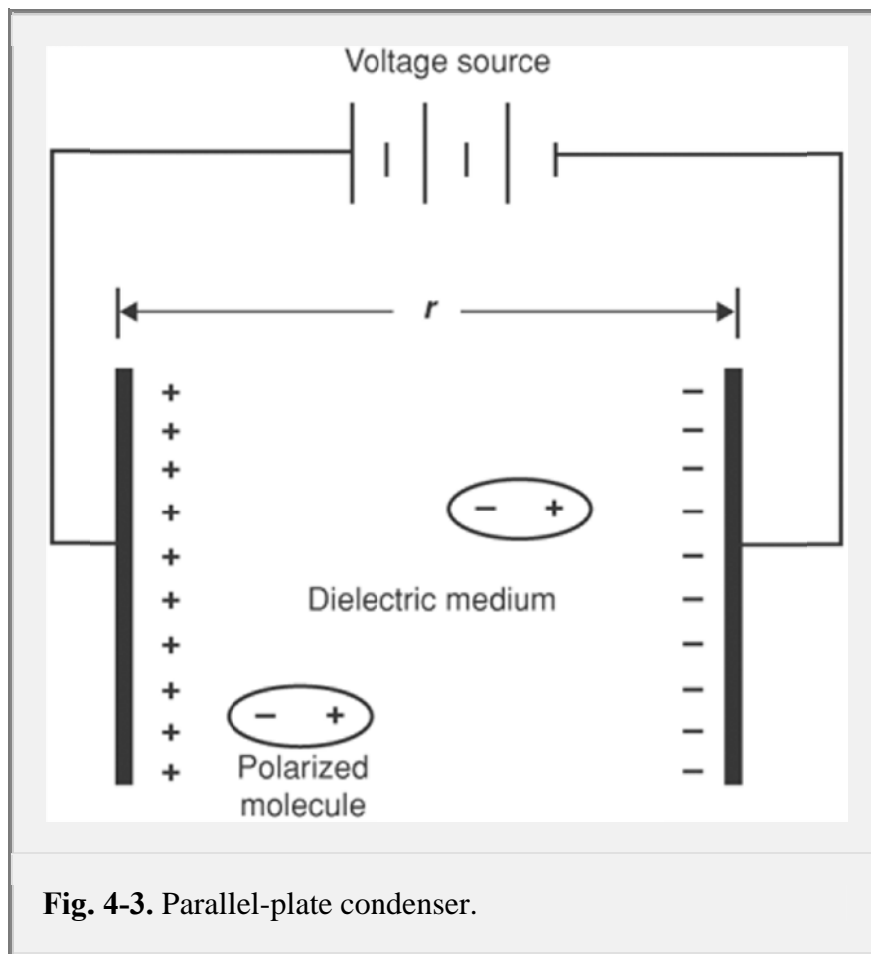 Voltage source
r
+ −
+ −
+ −
+ − + −
+ −
+ Dielectric medium −
+ −
+ −
− +
+ −
+ Polarized −
molecule
Fig. 4-3. Parallel-plate condenser.